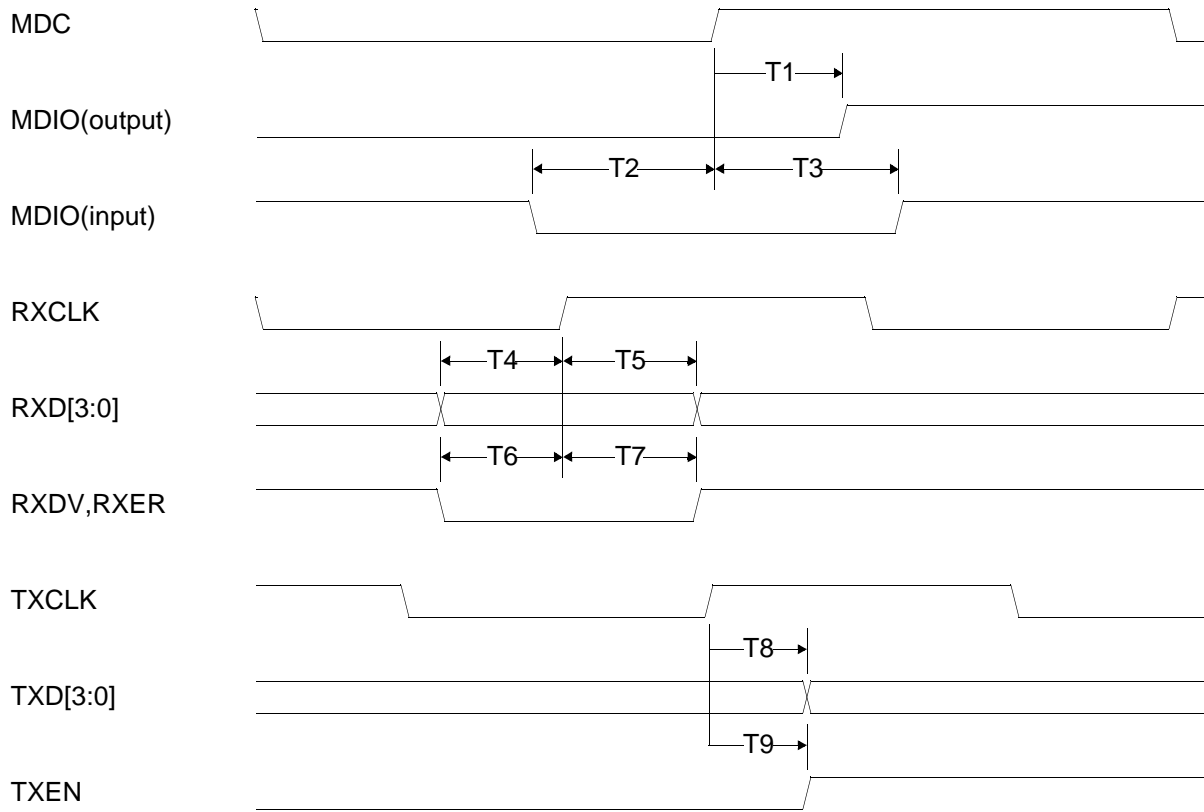 MDC
T1
MDIO(output)
T2 T3
MDIO(input)
RXCLK
T4 T5
RXD[3:0]
T6 T7
RXDV,RXER
TXCLK
T8
TXD[3:0]
T9
TXEN